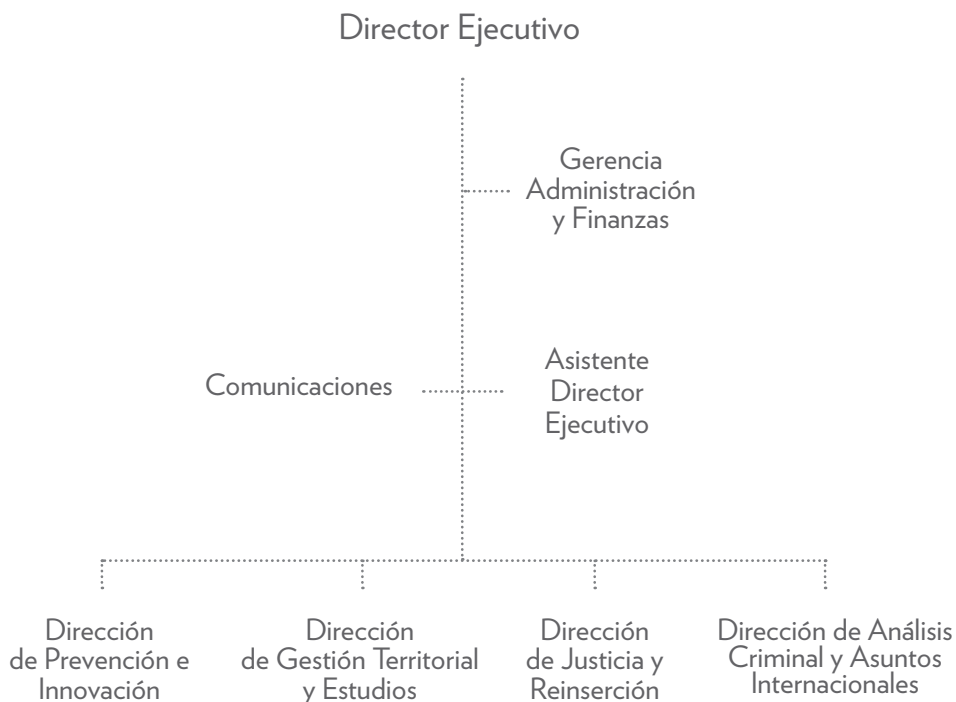 Director Ejecutivo
Gerencia
Administración
y Finanzas
Comunicaciones
Asistente
Director
Ejecutivo
Dirección
de Prevención e
Innovación
Dirección
de Gestión Territorial
y Estudios
Dirección
de Justicia y
Reinserción
Dirección de Análisis
Criminal y Asuntos
Internacionales